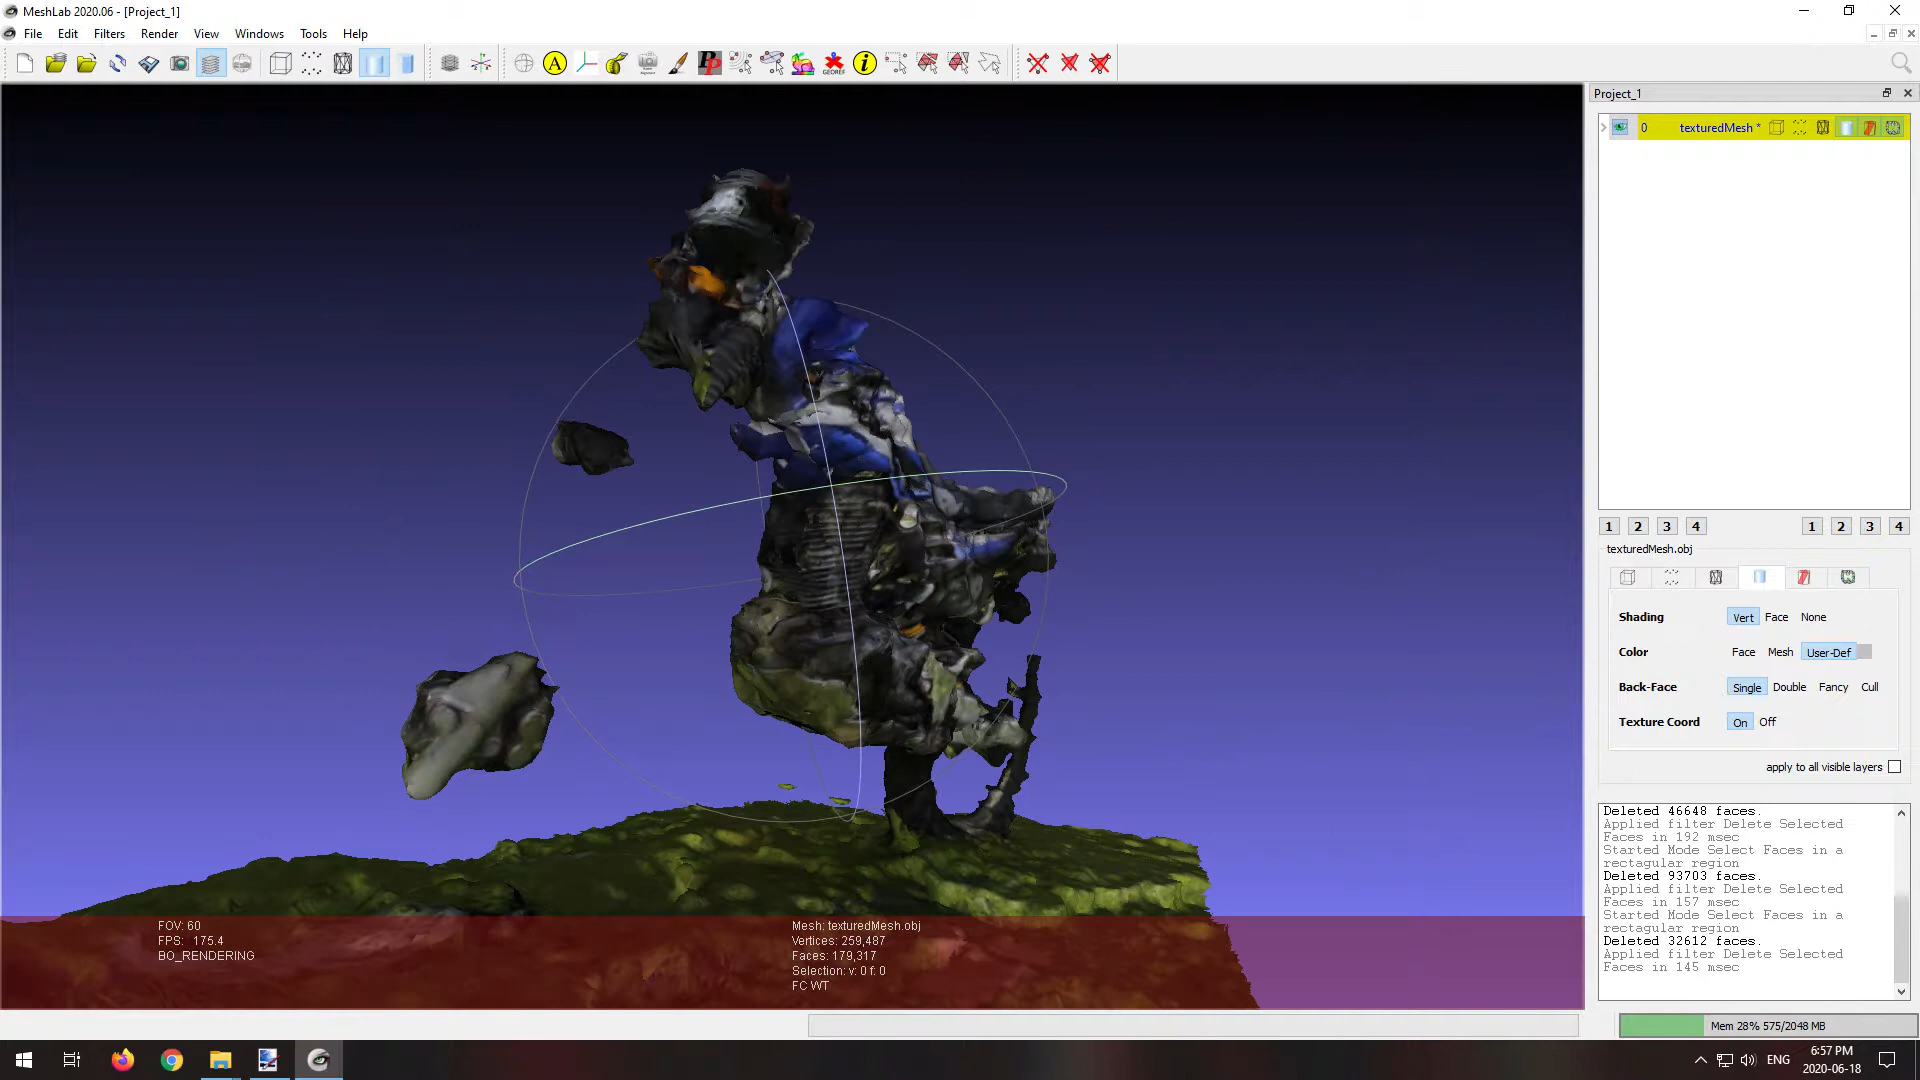 MeshLab 2020.06 - [Project_1]
File Edit Filters Render View Windows Tools Help
A
PP
GEOREF
i
Project_1
0 texturedMesh *
1 2 3 4 1 2 3 4
texturedMesh.obj
Shading Vert Face None
Color Face Mesh User-Def
Back-Face Single Double Fancy Cull
Texture Coord On Off
apply to all visible layers
Deleted 46648 faces.
Applied filter Delete Selected
Faces in 192 msec
Started Mode Select Faces in a
rectagular region
Deleted 93703 faces.
Applied filter Delete Selected
Faces in 157 msec
Started Mode Select Faces in a
rectagular region
Deleted 32612 faces.
Applied filter Delete Selected
Faces in 145 msec
FOV: 60
FPS: 175.4
BO_RENDERING
Mesh: texturedMesh.obj
Vertices: 259,487
Faces: 179,317
Selection: v: 0 f: 0
FC WT
Mem 28% 575/2048 MB
ENG
6:57 PM
2020-06-18